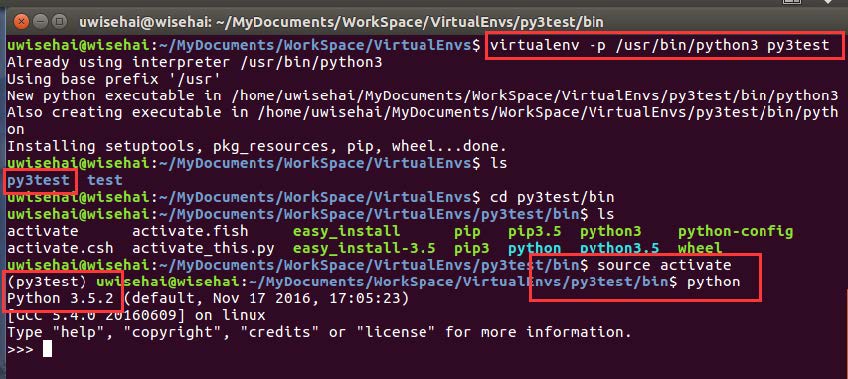 uwisehai@wisehai: ~/MyDocuments/WorkSpace/VirtualEnvs/py3test/bin
uwisehai@wisehai:~/MyDocuments/WorkSpace/VirtualEnvs$ virtualenv -p /usr/bin/python3 py3test
Already using interpreter /usr/bin/python3
Using base prefix '/usr'
New python executable in /home/uwisehai/MyDocuments/WorkSpace/VirtualEnvs/py3test/bin/python3
Also creating executable in /home/uwisehai/MyDocuments/WorkSpace/VirtualEnvs/py3test/bin/pyth
on
Installing setuptools, pkg_resources, pip, wheel...done.
uwisehai@wisehai:~/MyDocuments/WorkSpace/VirtualEnvs$ ls
py3test test
uwisehai@wisehai:~/MyDocuments/WorkSpace/VirtualEnvs$ cd py3test/bin
uwisehai@wisehai:~/MyDocuments/WorkSpace/VirtualEnvs/py3test/bin$ ls
activate activate.fish easy_install pip pip3.5 python3 python-config
activate.csh activate_this.py easy_install-3.5 pip3 python python3.5 wheel
uwisehai@wisehai:~/MyDocuments/WorkSpace/VirtualEnvs/py3test/bin$ source activate
(py3test) uwisehai@wisehai:~/MyDocuments/WorkSpace/VirtualEnvs/py3test/bin$ python
Python 3.5.2 (default, Nov 17 2016, 17:05:23)
[GCC 5.4.0 20160609] on linux
Type "help", "copyright", "credits" or "license" for more information.
>>>